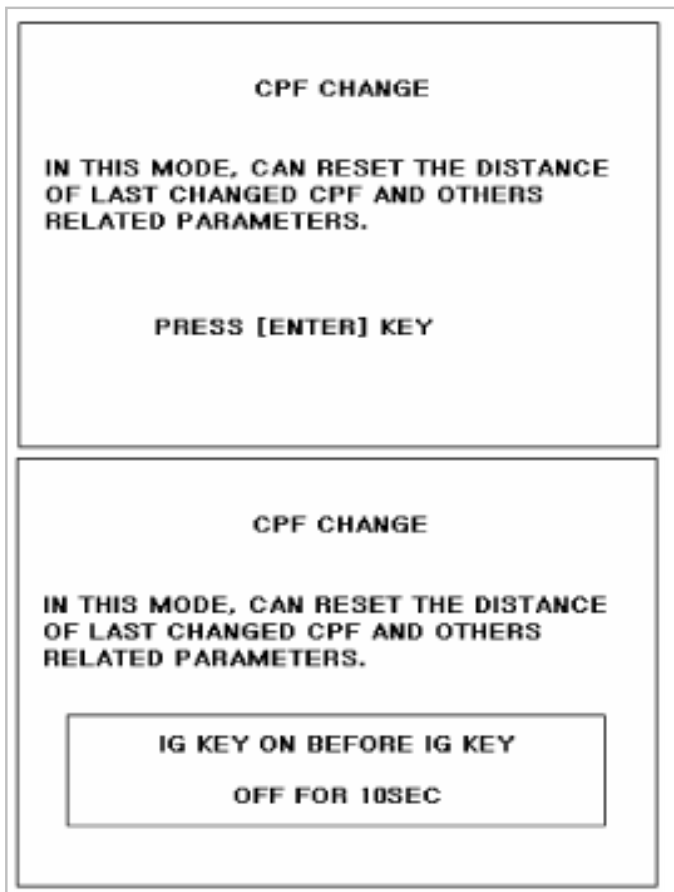 CPF CHANGE
IN THIS MODE, CAN RESET THE DISTANCE
OF LAST CHANGED CPF AND OTHERS
RELATED PARAMETERS.
PRESS [ENTER] KEY
CPF CHANGE
IN THIS MODE, CAN RESET THE DISTANCE
OF LAST CHANGED CPF AND OTHERS
RELATED PARAMETERS.
IG KEY ON BEFORE IG KEY
OFF FOR 10SEC